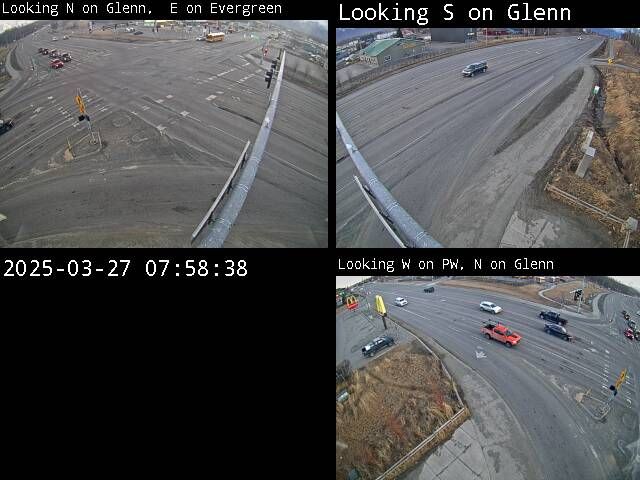 Looking N on Glenn, E on Evergreen
Looking S on Glenn
2025-03-27 07:58:38
Looking W on PW, N on Glenn